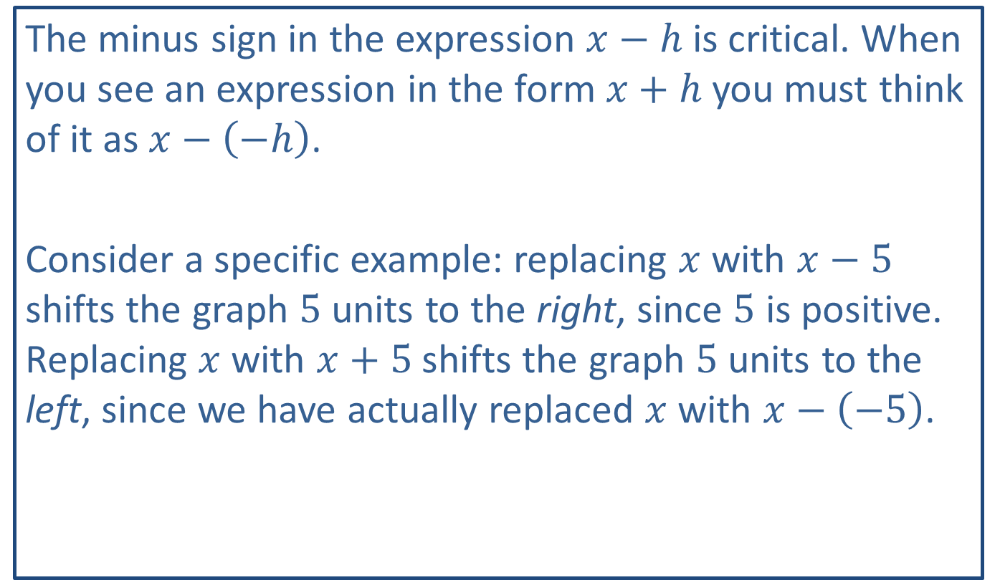 The minus sign in the expression x − h is critical. When
you see an expression in the form x + h you must think
of it as x − (−h).
Consider a specific example: replacing x with x − 5
shifts the graph 5 units to the right, since 5 is positive.
Replacing x with x + 5 shifts the graph 5 units to the
left, since we have actually replaced x with x − (−5).